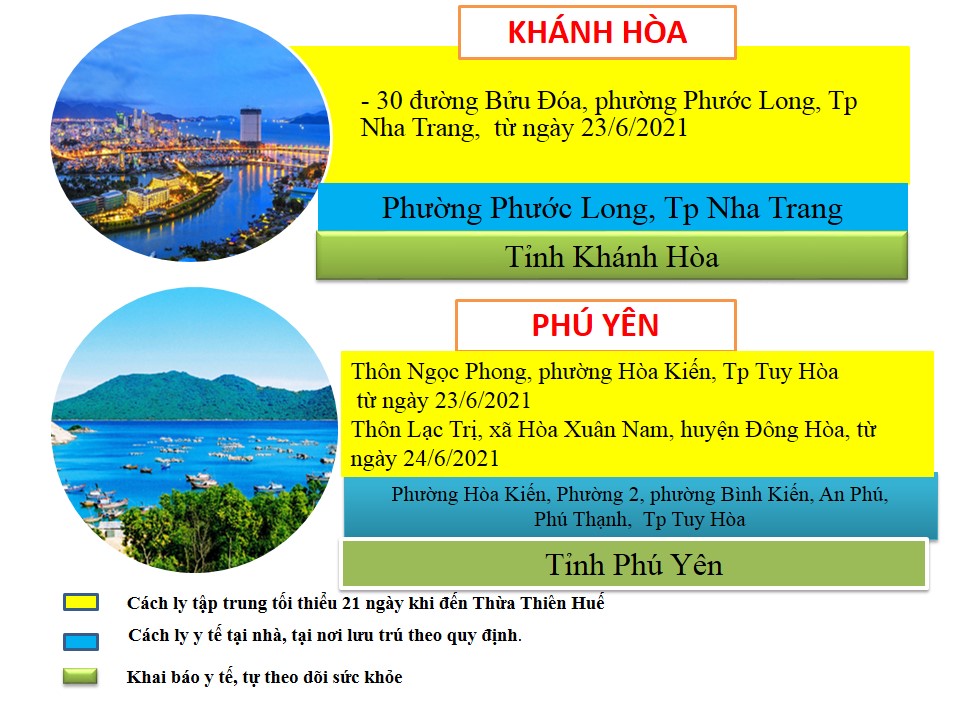 KHÁNH HÒA
- 30 đường Bửu Đóa, phường Phước Long, Tp
Nha Trang, từ ngày 23/6/2021
Phường Phước Long, Tp Nha Trang
Tỉnh Khánh Hòa
PHÚ YÊN
Thôn Ngọc Phong, phường Hòa Kiến, Tp Tuy Hòa
từ ngày 23/6/2021
Thôn Lạc Trị, xã Hòa Xuân Nam, huyện Đông Hòa, từ
ngày 24/6/2021
Phường Hòa Kiến, Phường 2, phường Bình Kiến, An Phú,
Phú Thạnh, Tp Tuy Hòa
Tỉnh Phú Yên
Cách ly tập trung tối thiểu 21 ngày khi đến Thừa Thiên Huế
Cách ly y tế tại nhà, tại nơi lưu trú theo quy định.
Khai báo y tế, tự theo dõi sức khỏe